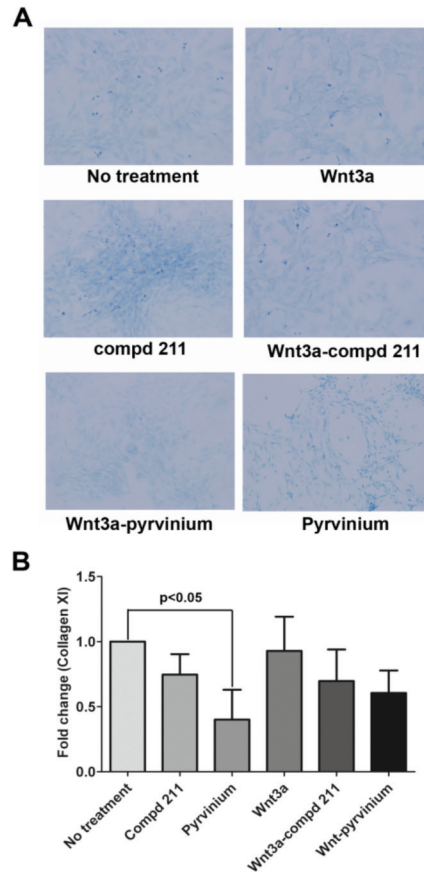 A
No treatment
Wnt3a
compd 211
Wnt3a-compd 211
Wnt3a-pyrvinium
Pyrvinium
B
Fold change (Collagen XI)
1.5
1.0
0.5
0.0
p<0.05
No treatment
Compd 211
Pyrvinium
Wnt3a
Wnt3a-compd 211
Wnt-pyrvinium